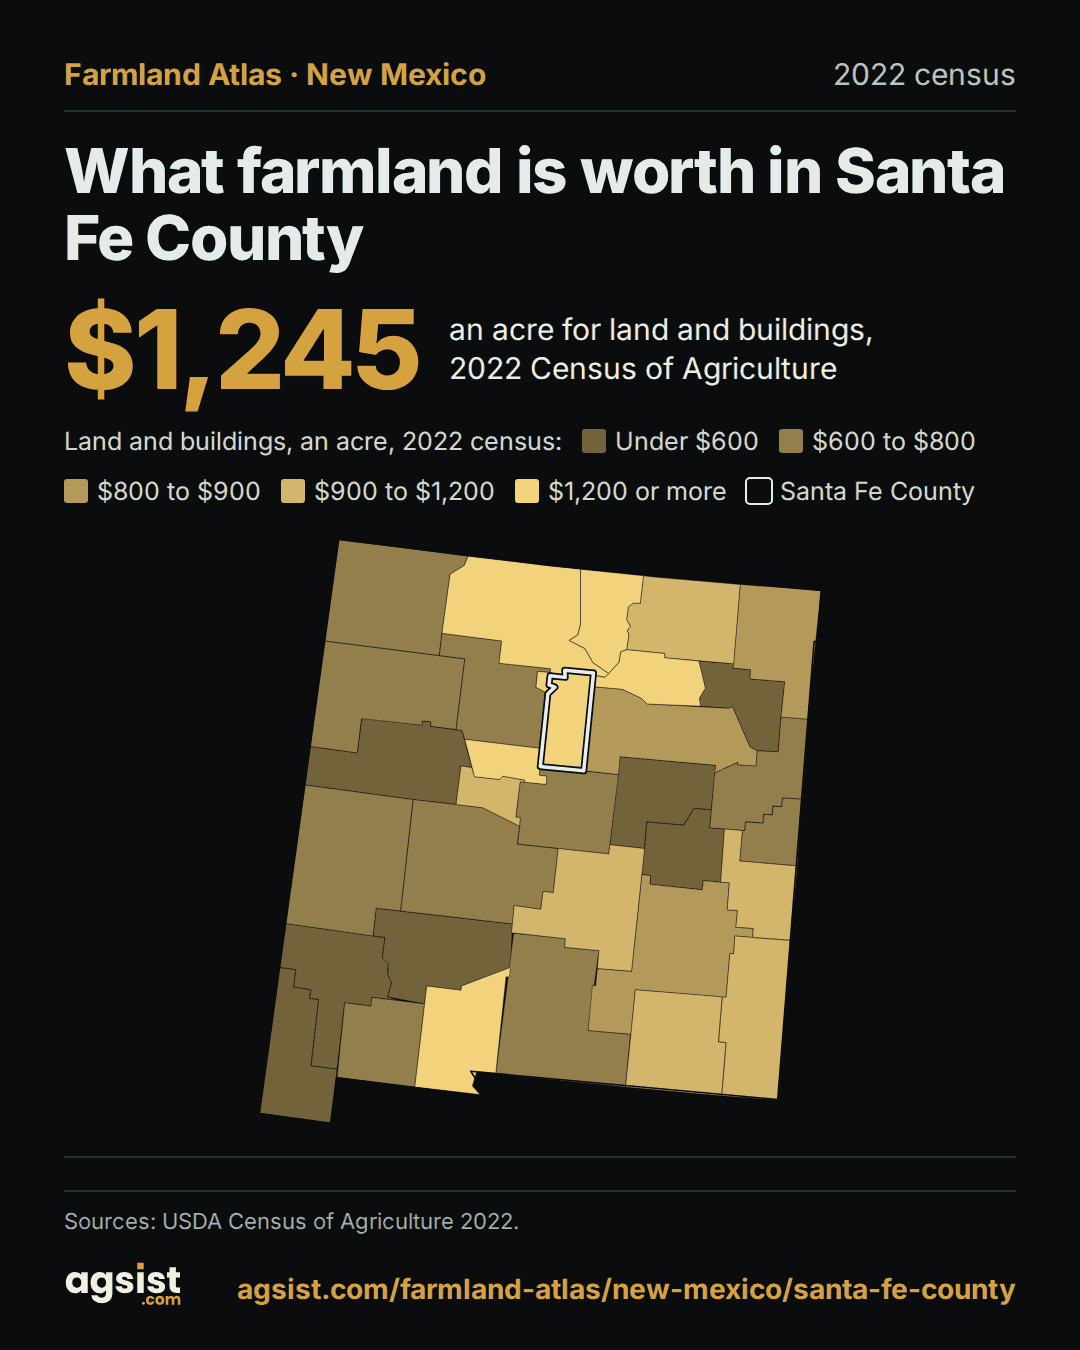 Farmland Atlas · New Mexico
2022 census
What farmland is worth in Santa
Fe County
$1,245
an acre for land and buildings,
2022 Census of Agriculture
Land and buildings, an acre, 2022 census: Under $600 $600 to $800
$800 to $900 $900 to $1,200 $1,200 or more Santa Fe County
Sources: USDA Census of Agriculture 2022.
agsist
.com
agsist.com/farmland-atlas/new-mexico/santa-fe-county